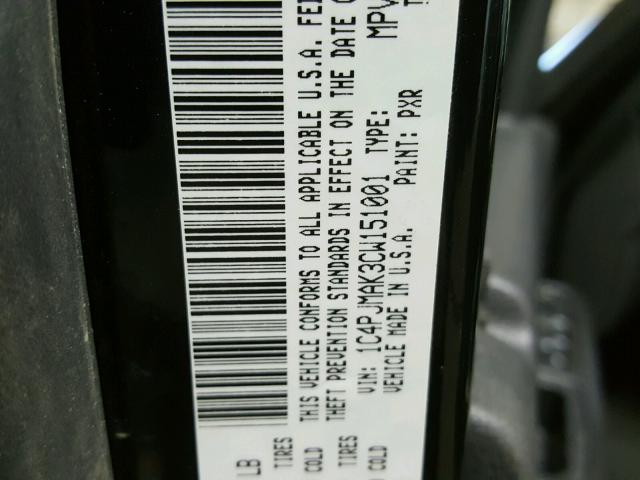 LB
TIRES
COLD
THIS VEHICLE CONFORMS TO ALL APPLICABLE U.S.A. FE
TIRES
THEFT PREVENTION STANDARDS IN EFFECT ON THE DATE
COLD
VIN: 1C4PJMAK3CW151001 TYPE: MPV
VEHICLE MADE IN U.S.A. PAINT: PXR